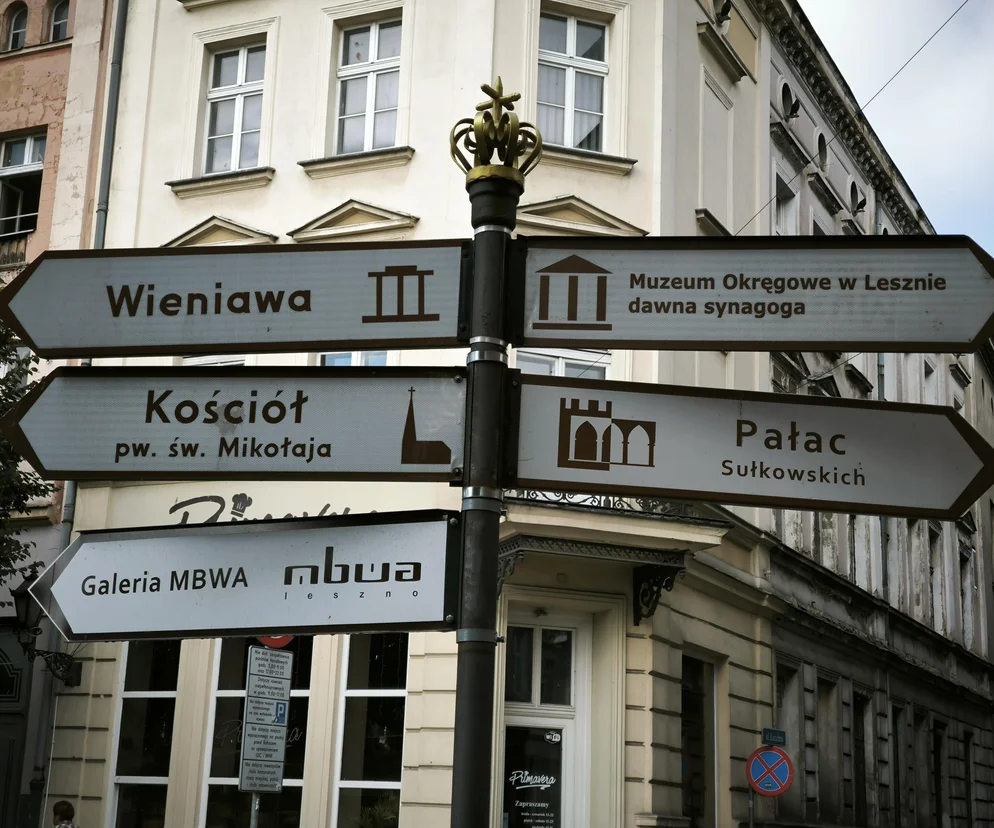 Wieniawa
Muzeum Okręgowe w Lesznie
dawna synagoga
Kościół
pw. św. Mikołaja
Pałac
Sułkowskich
Galeria MBWA
mbwa
leszno
P
Primavera
Zapraszamy